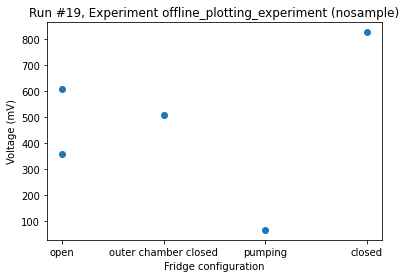 Run #19, Experiment offline_plotting_experiment (nosample)
800
700
600
500
400
300
200
100
Voltage (mV)
open outer chamber closed pumping closed
Fridge configuration